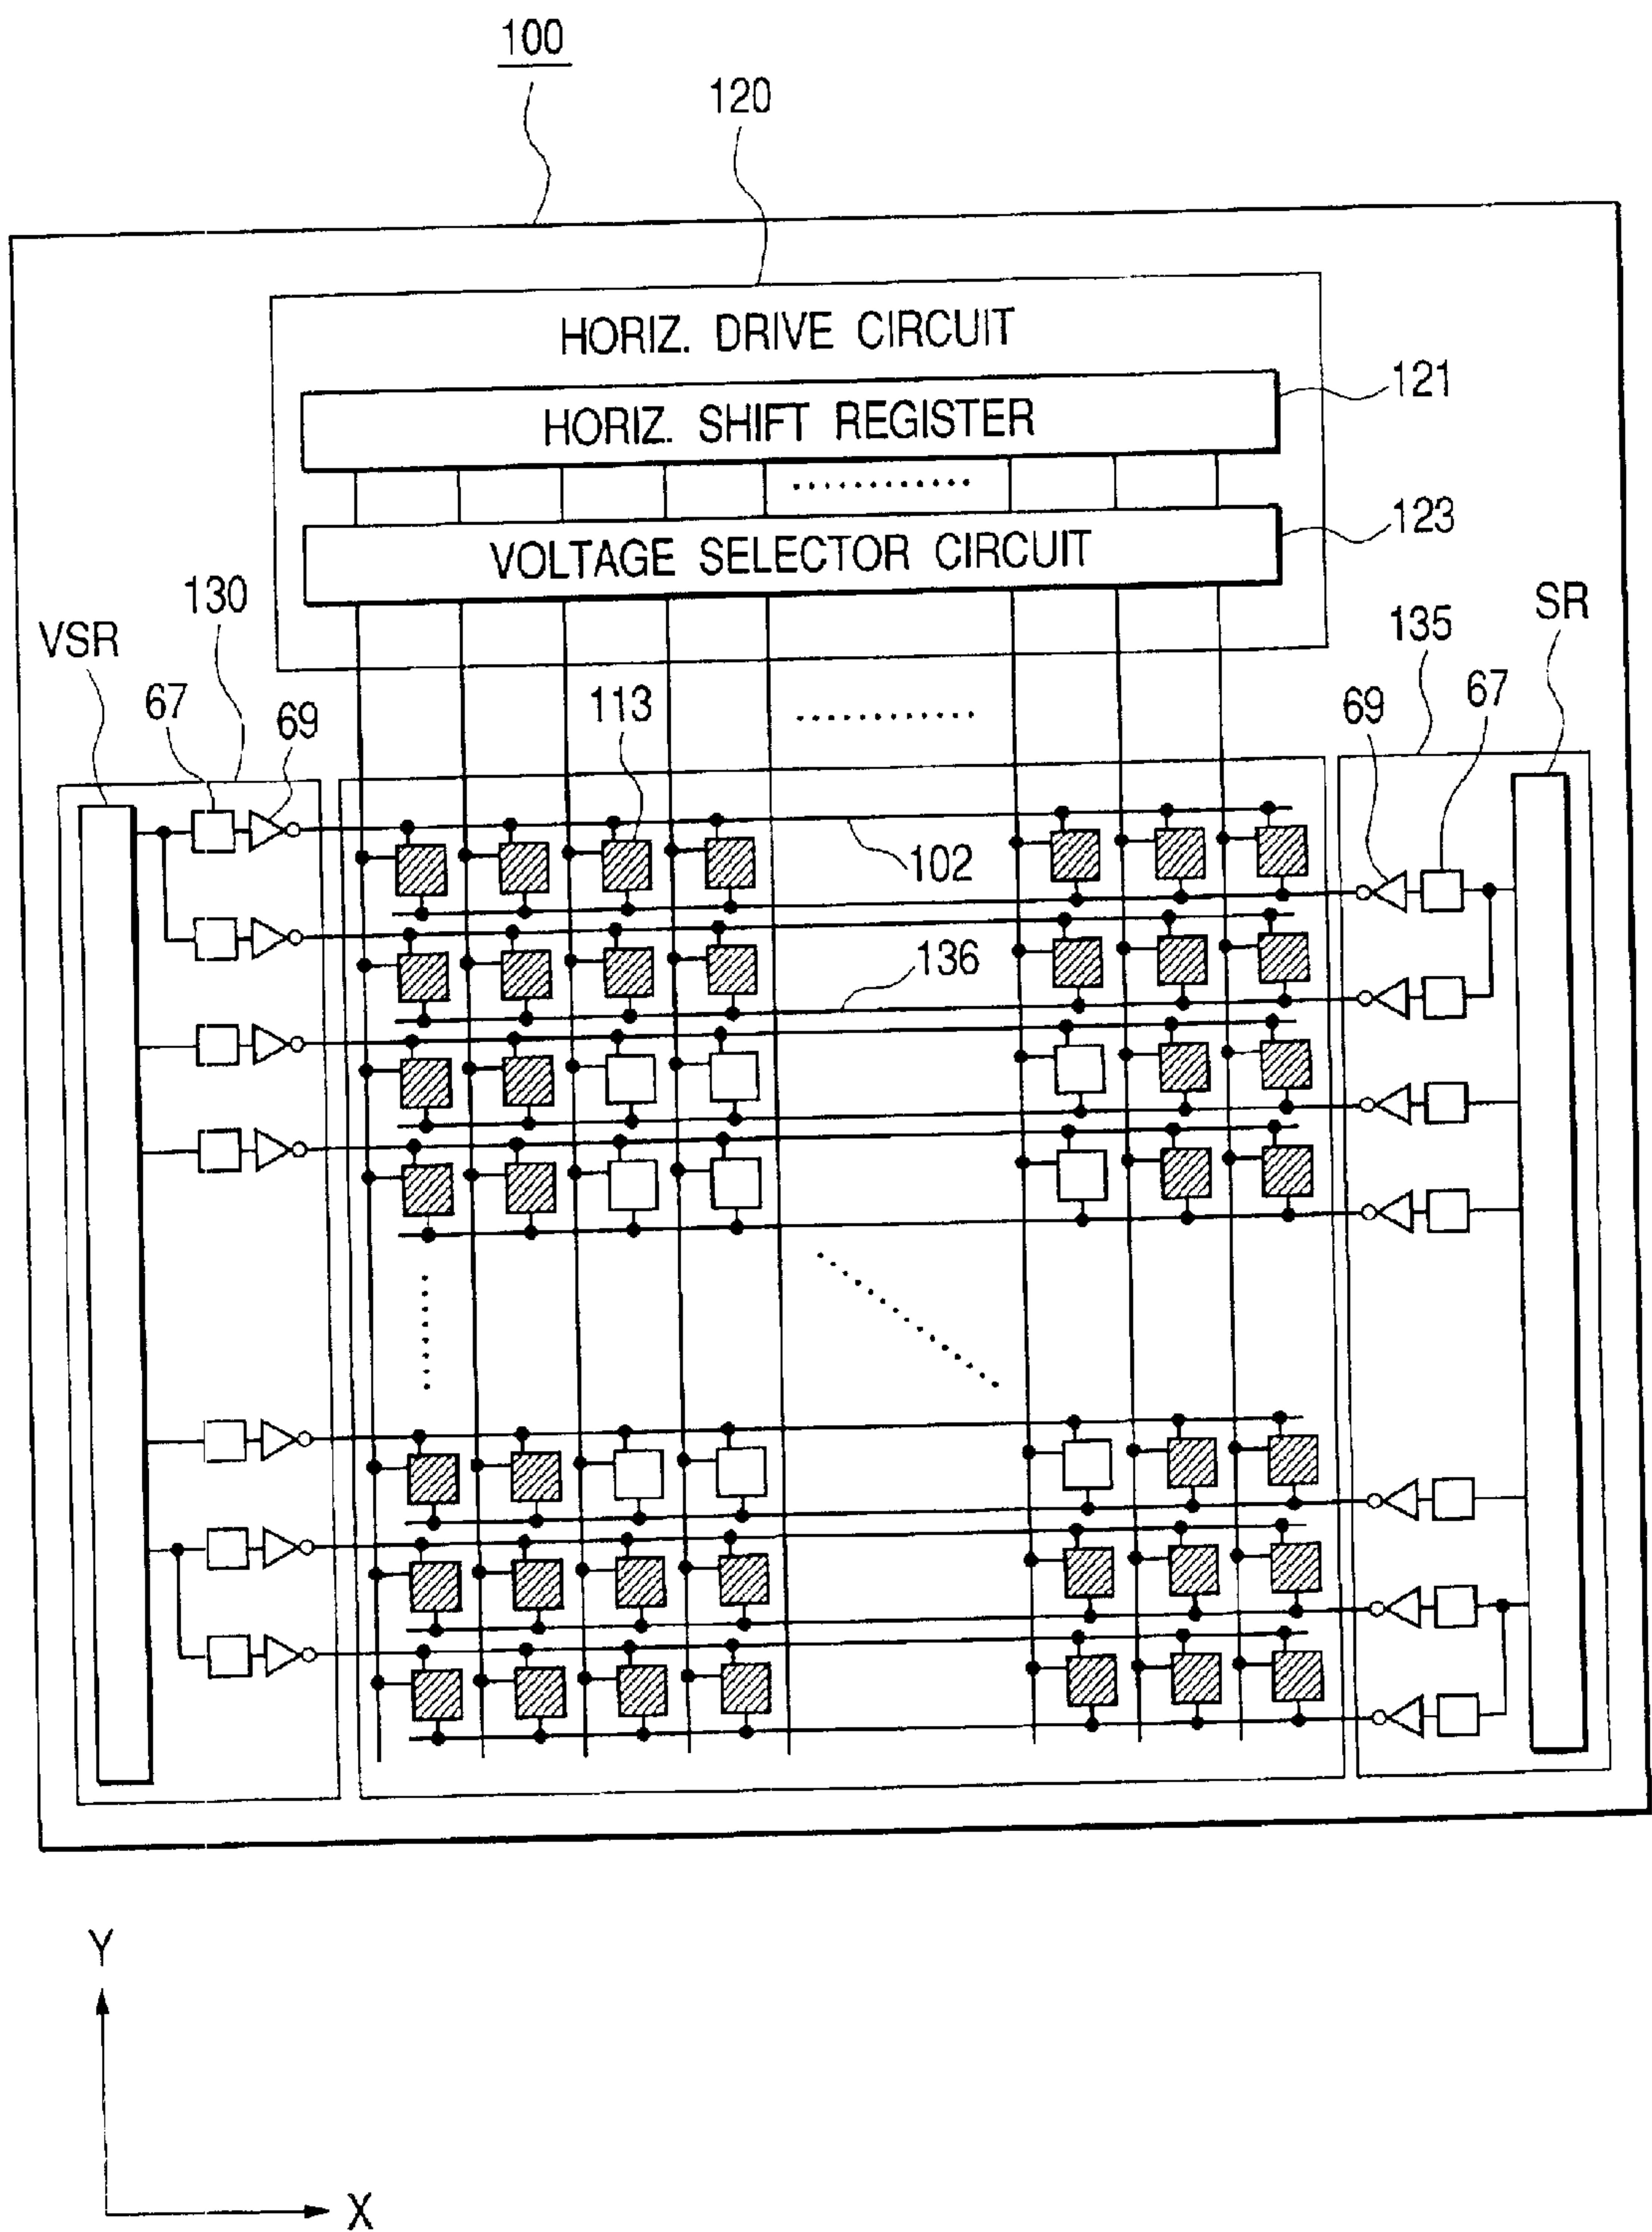 100
120
HORIZ. DRIVE CIRCUIT
121
HORIZ. SHIFT REGISTER
123
VOLTAGE SELECTOR CIRCUIT
130
VSR
SR
135
67
69
113
69
67
102
136
Y
X